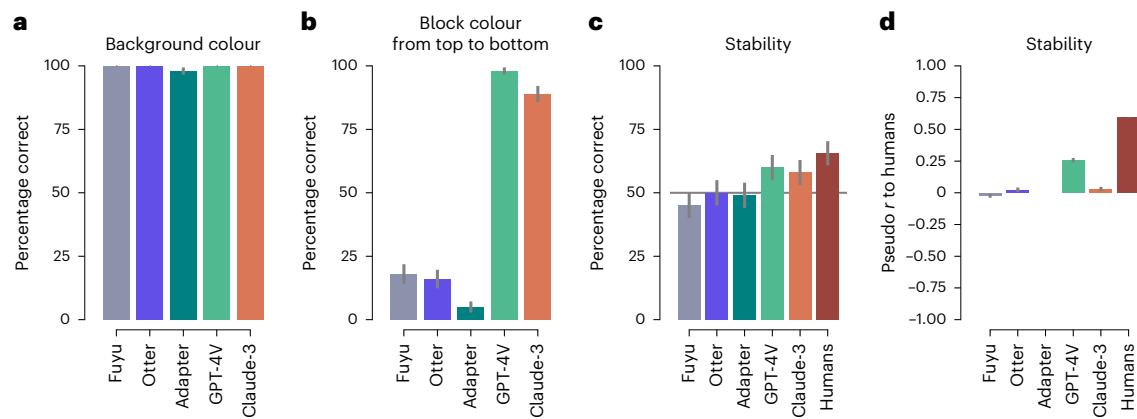 a
Background colour
Percentage correct
100
75
50
25
0
Fuyu
Otter
Adapter
GPT-4V
Claude-3
b
Block colour
from top to bottom
Percentage correct
100
75
50
25
0
Fuyu
Otter
Adapter
GPT-4V
Claude-3
c
Stability
Percentage correct
100
75
50
25
0
Fuyu
Otter
Adapter
GPT-4V
Claude-3
Humans
d
Stability
Pseudo r to humans
1.00
0.75
0.50
0.25
0
−0.25
−0.50
−0.75
−1.00
Fuyu
Otter
Adapter
GPT-4V
Claude-3
Humans